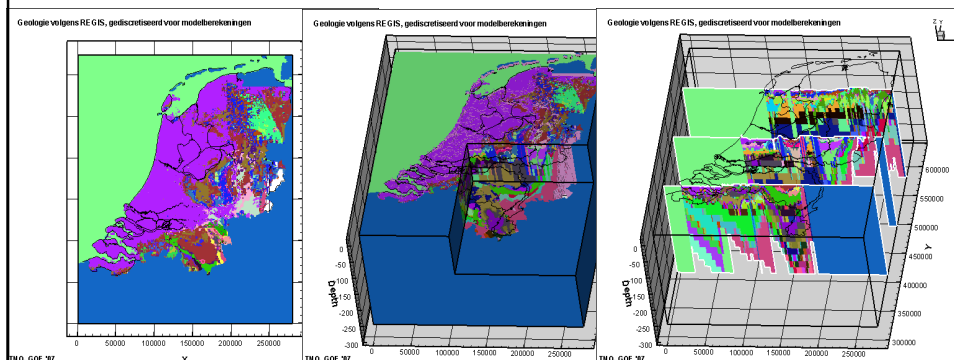 Geologie volgens REGIS, gediscretiseerd voor modelberekeningen
0 50000 100000 150000 200000 250000
Geologie volgens REGIS, gediscretiseerd voor modelberekeningen
0
-50
-100
-150
-200
-250
-300
Depth
0 50000 100000 150000 200000 250000
Geologie volgens REGIS, gediscretiseerd voor modelberekeningen
Z Y
600000
550000
500000
Y
450000
400000
350000
300000
0
-50
-100
-150
-200
-250
-300
Depth
0 50000 100000 150000 200000 250000